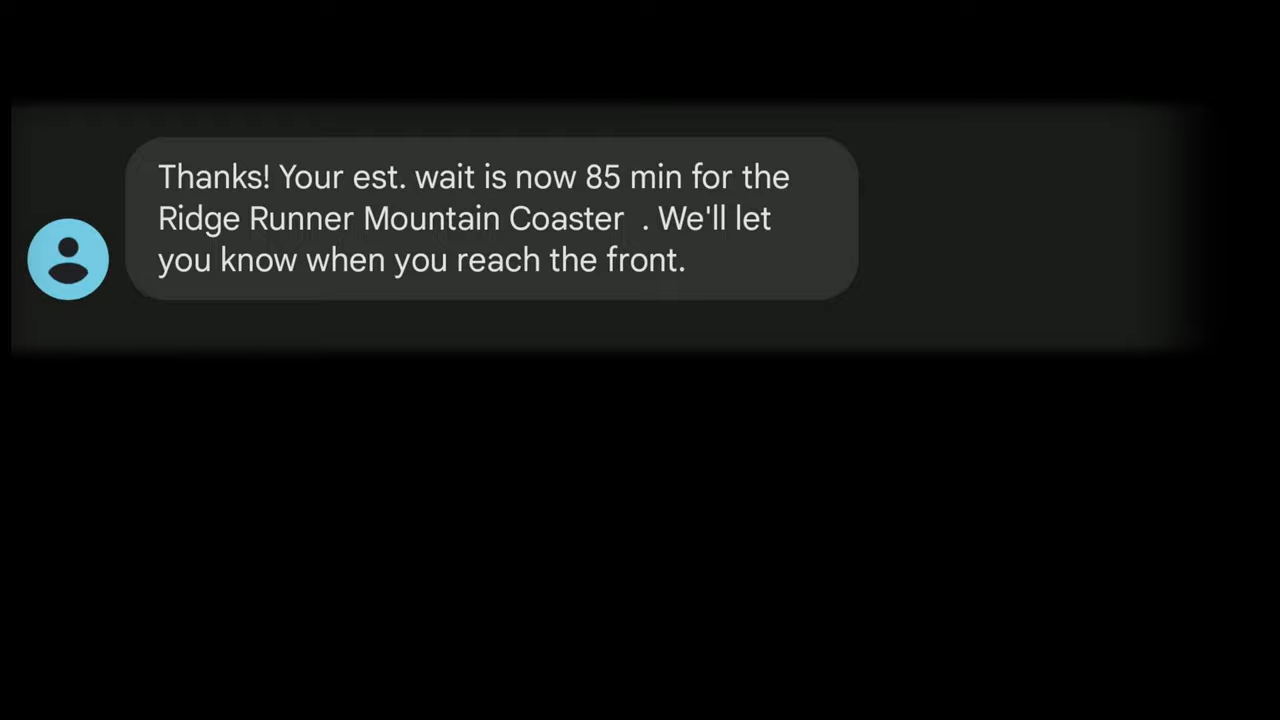 Thanks! Your est. wait is now 85 min for the
Ridge Runner Mountain Coaster  . We'll let
you know when you reach the front.